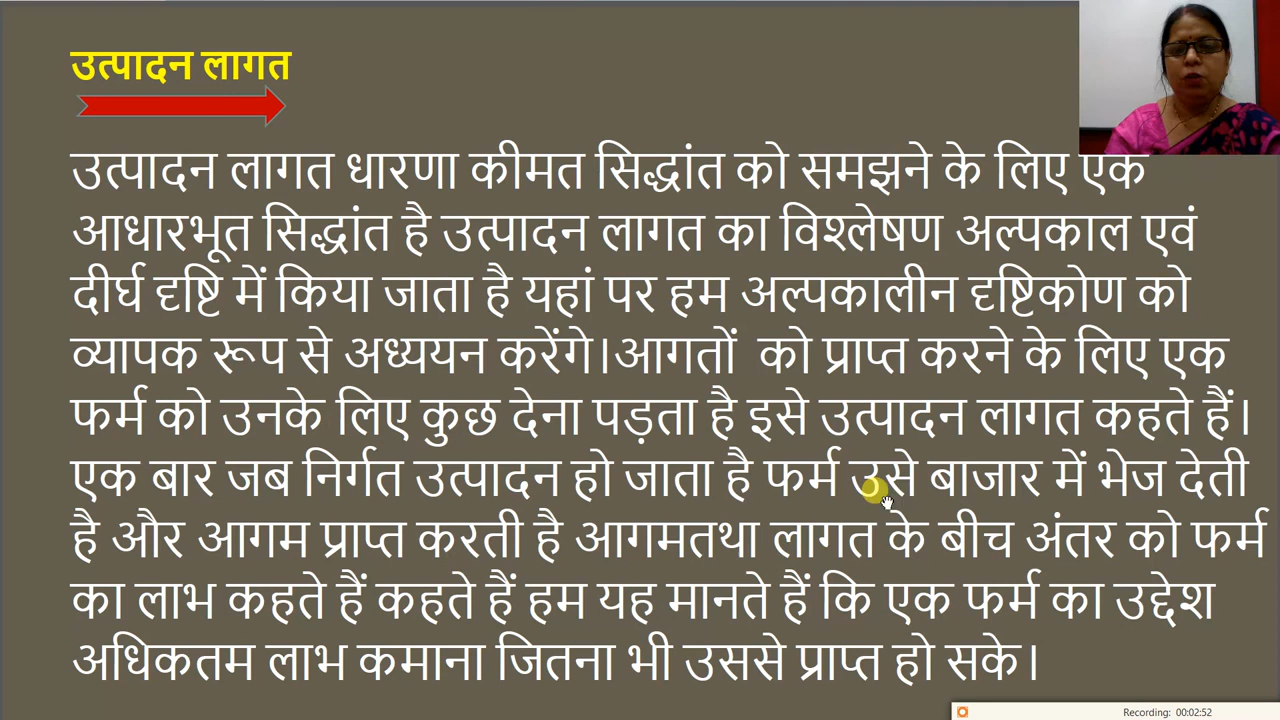 उत्पादन लागत
उत्पादन लागत धारणा कीमत सिद्धांत को समझने के लिए एक
आधारभूत सिद्धांत है उत्पादन लागत का विश्लेषण अल्पकाल एवं
दीर्घ दृष्टि में किया जाता है यहां पर हम अल्पकालीन दृष्टिकोण को
व्यापक रूप से अध्ययन करेंगे।आगतों को प्राप्त करने के लिए एक
फर्म को उनके लिए कुछ देना पड़ता है इसे उत्पादन लागत कहते हैं।
एक बार जब निर्गत उत्पादन हो जाता है फर्म उसे बाजार में भेज देती
है और आगम प्राप्त करती है आगमतथा लागत के बीच अंतर को फर्म
का लाभ कहते हैं कहते हैं हम यह मानते हैं कि एक फर्म का उद्देश
अधिकतम लाभ कमाना जितना भी उससे प्राप्त हो सके।
Recording: 00:02:52